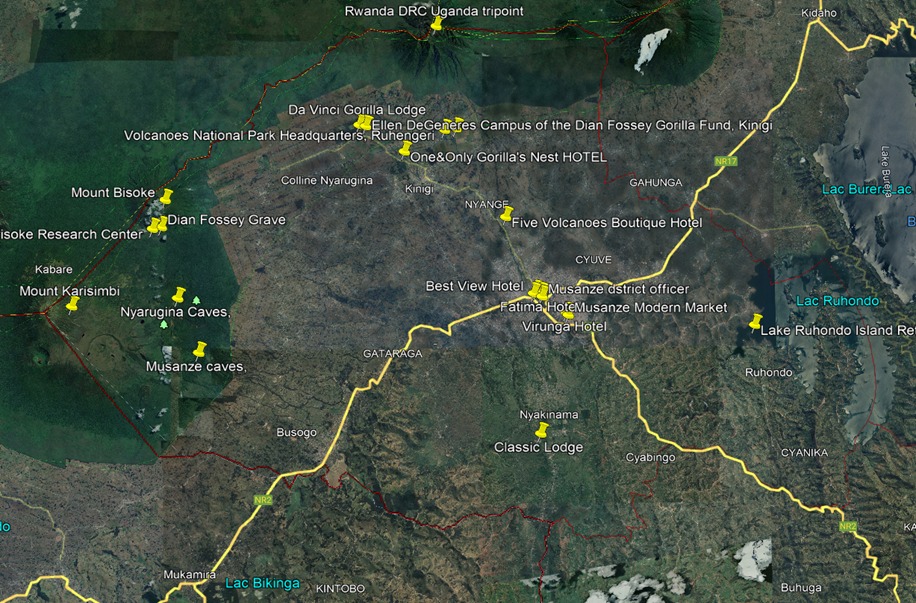 Rwanda DRC Uganda tripoint
Kidaho
Da Vinci Gorilla Lodge
Ellen DeGeneres Campus of the Dian Fossey Gorilla Fund, Kinigi
Volcanoes National Park Headquarters, Ruhengeri
One&Only Gorilla's Nest HOTEL
NR17
Lake Burera
Colline Nyarugina
Kinigi
GAHUNGA
Lac Burera
Mount Bisoke
NYANGE
Dian Fossey Grave
Five Volcanoes Boutique Hotel
isoke Research Center
CYUVE
Kabare
Best View Hotel
Musanze dstrict officer
Mount Karisimbi
Lac Ruhondo
Nyarugina Caves,
Musanze Modern Market
Virunga Hotel
Lake Ruhondo Island Ret
GATARAGA
Musanze caves,
Ruhondo
Nyakinama
Busogo
Classic Lodge
Cyabingo
CYANIKA
NR2
NR2
KA
do
Mukamira
Lac Bikinga
KINTOBO
Buhuga